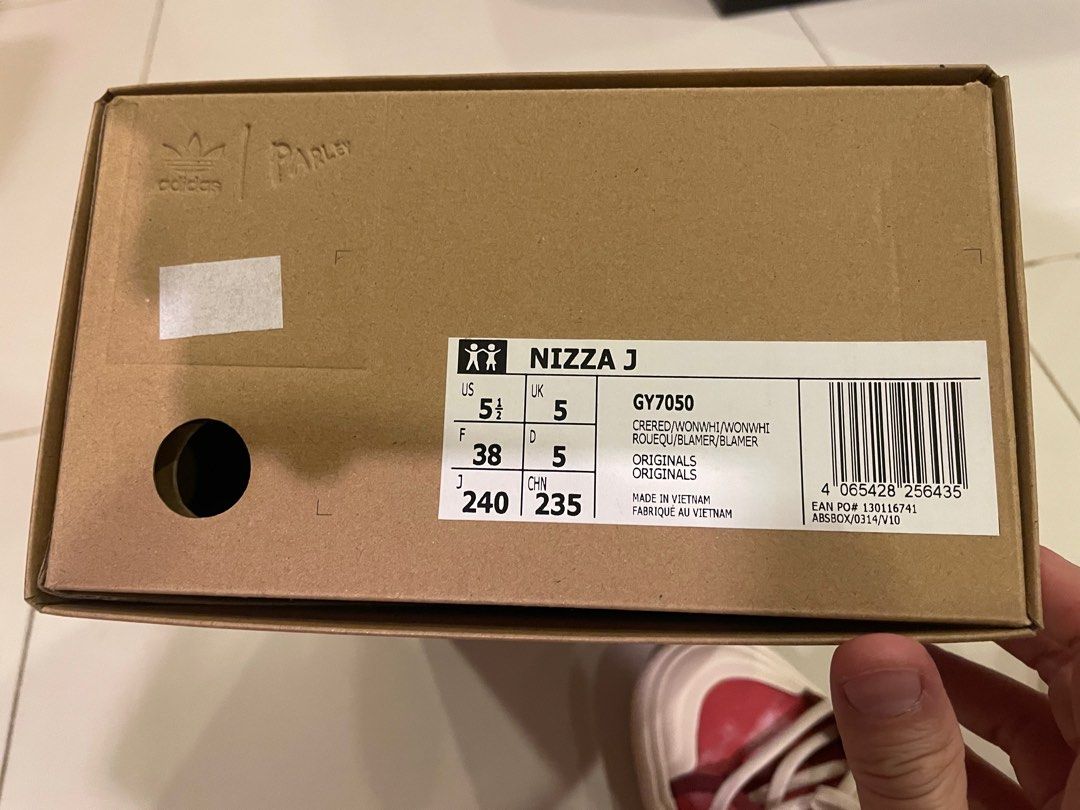 adidas
PARLEY
NIZZA J
US
5½
UK
5
F
38
D
5
J
240
CHN
235
GY7050
CRERED/WONWHI/WONWHI
ROUEQU/BLAMER/BLAMER
ORIGINALS
ORIGINALS
MADE IN VIETNAM
FABRIQUÉ AU VIETNAM
4 065428 256435
EAN PO# 130116741
ABSBOX/0314/V10